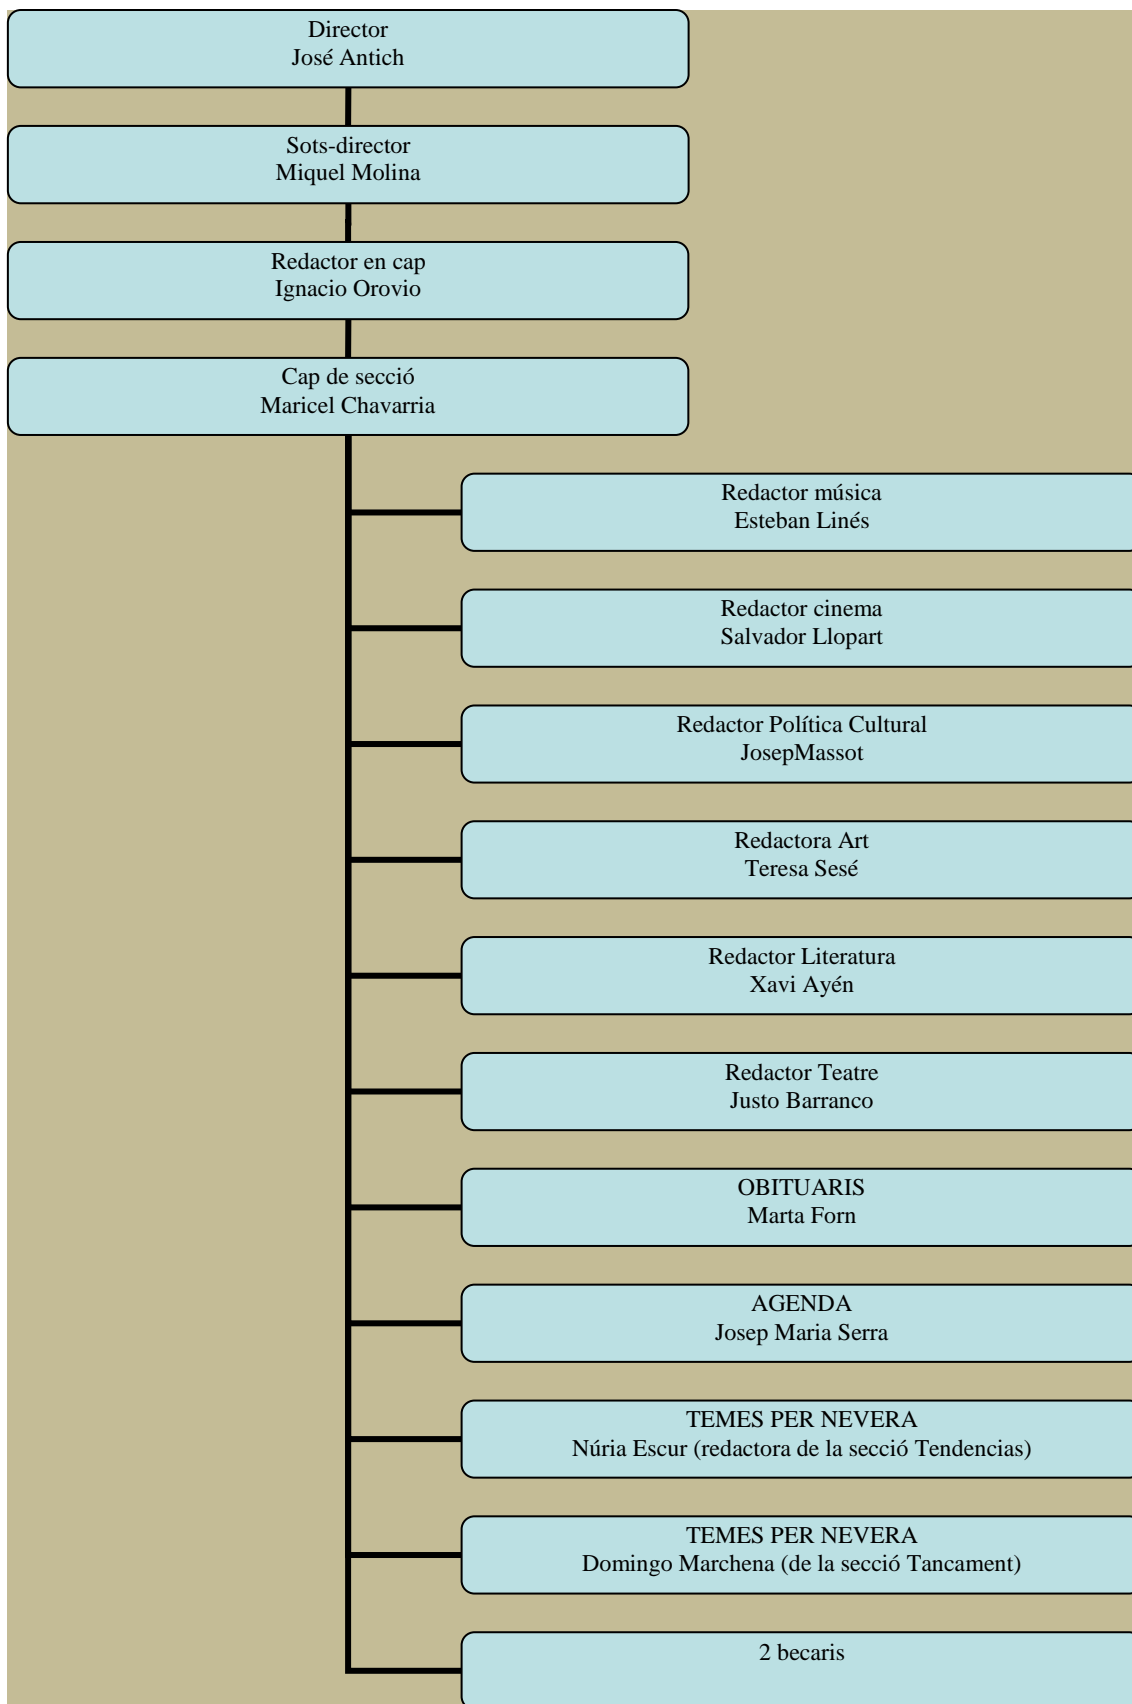 Director
José Antich
Sots-director
Miquel Molina
Redactor en cap
Ignacio Orovio
Cap de secció
Maricel Chavarria
Redactor música
Esteban Linés
Redactor cinema
Salvador Llopart
Redactor Política Cultural
JosepMassot
Redactora Art
Teresa Sesé
Redactor Literatura
Xavi Ayén
Redactor Teatre
Justo Barranco
OBITUARIS
Marta Forn
AGENDA
Josep Maria Serra
TEMES PER NEVERA
Núria Escur (redactora de la secció Tendencias)
TEMES PER NEVERA
Domingo Marchena (de la secció Tancament)
2 becaris